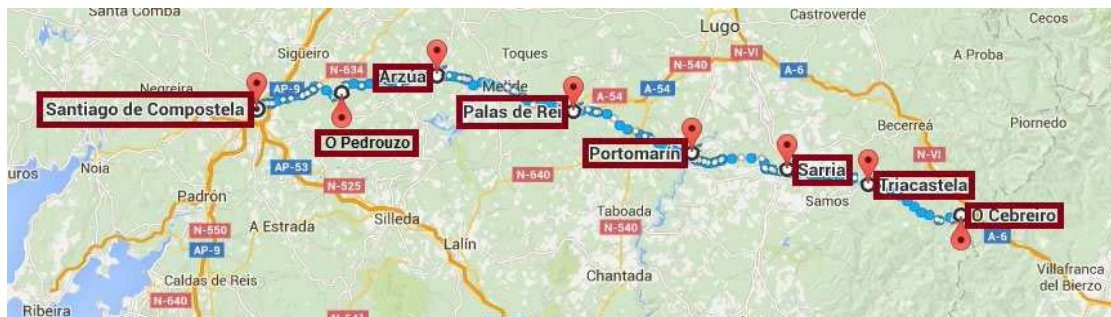 Santa Comba
Castroverde
Cecos
Lugo
Sigüeiro
Toques
N-VI
A Proba
N-634
N-540
A-6
Arzúa
Negreira
AP-9
Melide
A-54
A-54
Santiago de Compostela
Palas de Rei
Becerreá
Piornedo
O Pedrouzo
Portomarín
N-VI
uros
Noia
AP-53
N-640
Sarria
N-525
Triacastela
Padrón
Samos
Taboada
Silleda
O Cebreiro
N-550
A Estrada
N-540
A-6
AP-9
Lalín
Chantada
Villafranca
del Bierzo
Caldas de Reis
N-640
Ribeira